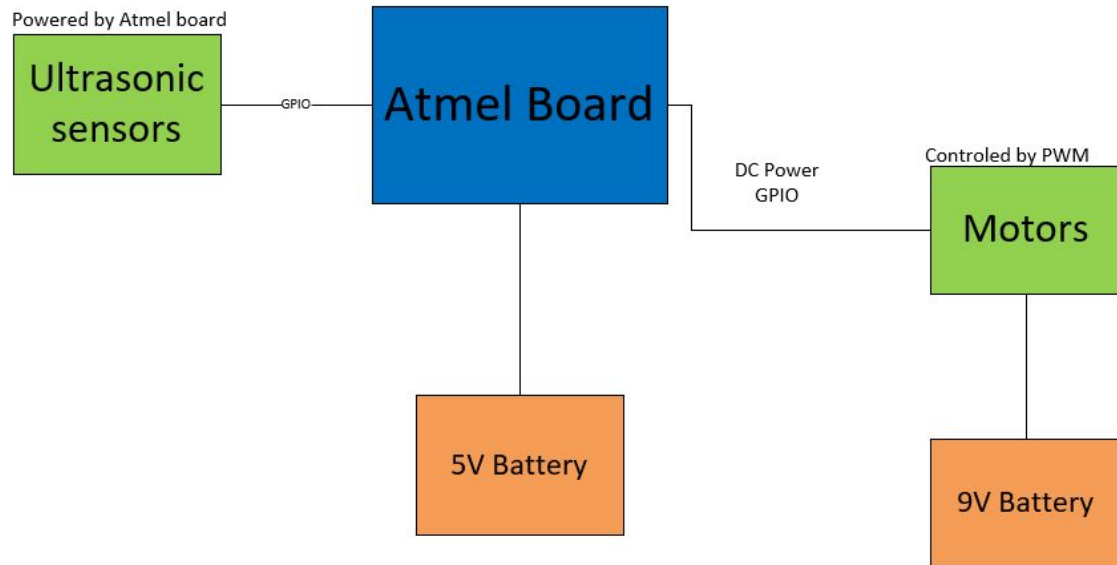 Powered by Atmel board
Ultrasonic
sensors
GPIO
Atmel Board
DC Power
GPIO
Controled by PWM
Motors
5V Battery
9V Battery